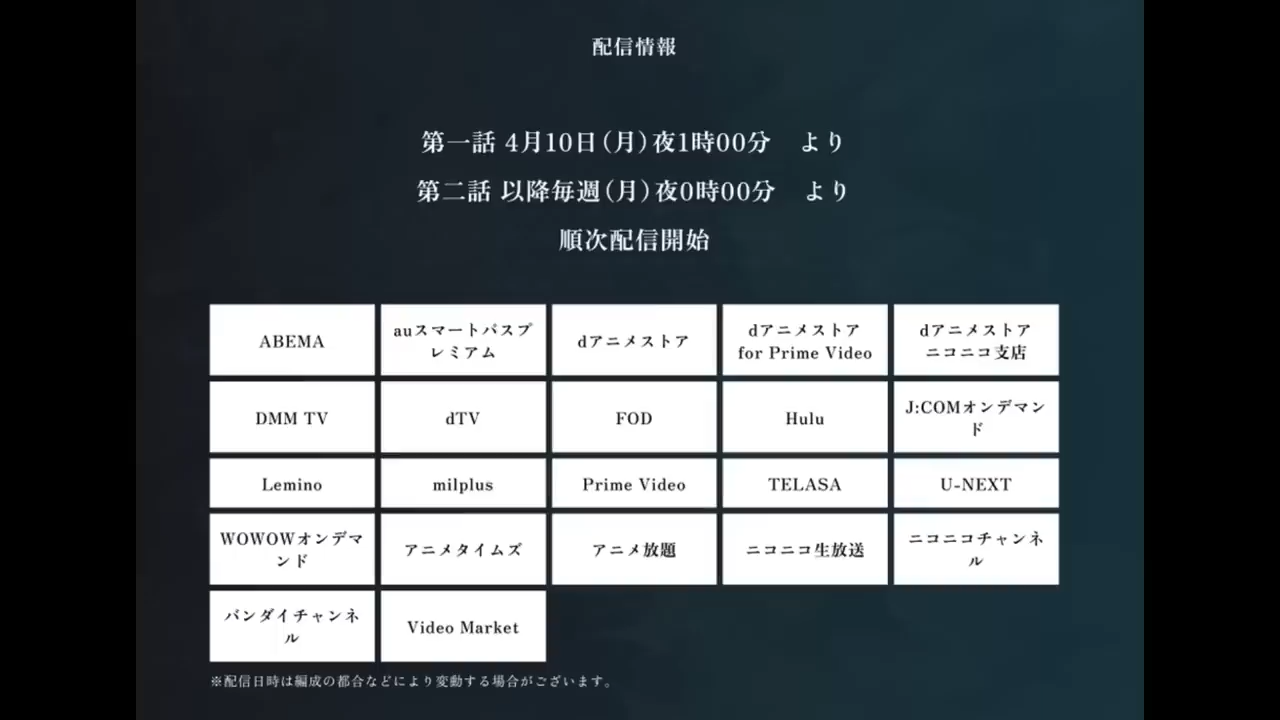 配信情報
第一話 4月10日(月)夜1時00分　より
第二話 以降毎週(月)夜0時00分　より
順次配信開始
ABEMA
auスマートパスプ
レミアム
dアニメストア
dアニメストア
for Prime Video
dアニメストア
ニコニコ支店
DMM TV
dTV
FOD
Hulu
J:COMオンデマン
ド
Lemino
milplus
Prime Video
TELASA
U-NEXT
WOWOWオンデマ
ンド
アニメタイムズ
アニメ放題
ニコニコ生放送
ニコニコチャンネ
ル
バンダイチャンネ
ル
Video Market
※配信日時は編成の都合などにより変動する場合がございます。